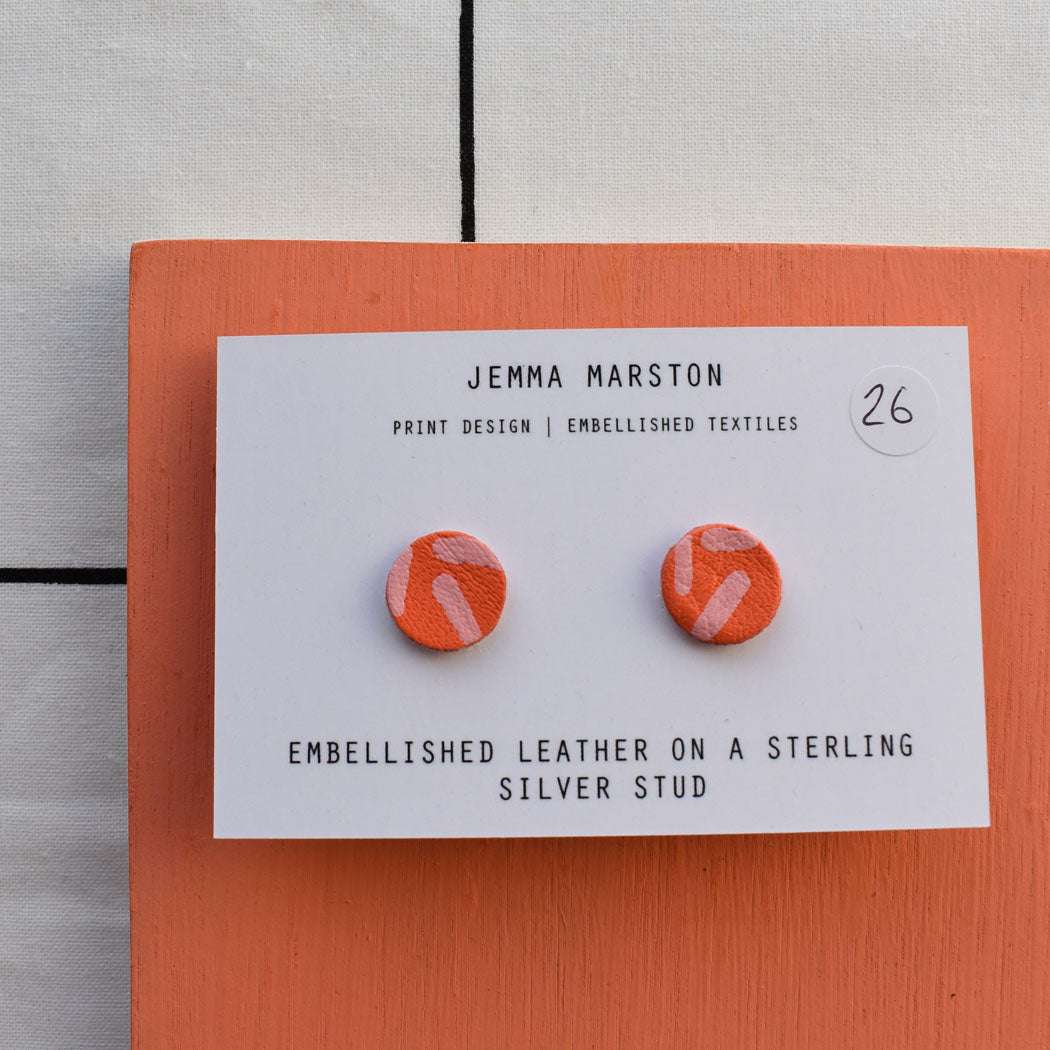 JEMMA MARSTON
PRINT DESIGN | EMBELLISHED TEXTILES
26
EMBELLISHED LEATHER ON A STERLING
SILVER STUD